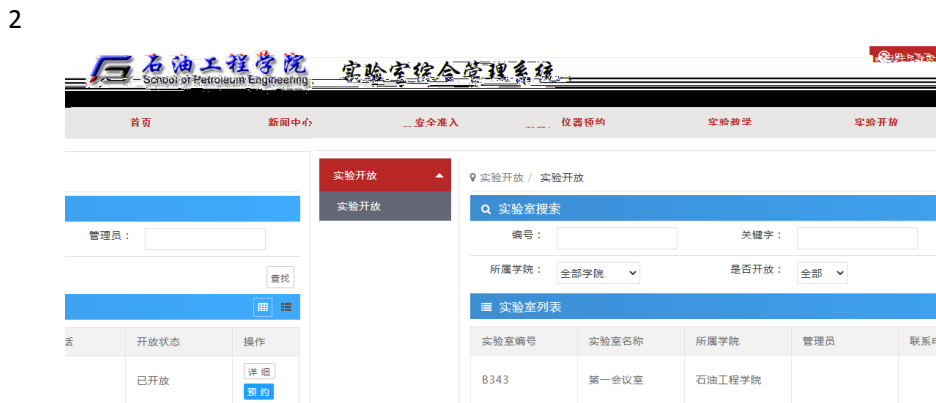 2
石油工程学院 实验室综合管理系统
School of Petroleum Engineering
首页 新闻中心 安全准入 仪器预约 实验教学 实验开放
实验开放
实验开放
实验开放 / 实验开放
实验室搜索
管理员：
编号： 关键字：
查找
所属学院： 全部学院 是否开放： 全部
实验室列表
开放状态 操作
实验室编号 实验室名称 所属学院 管理员 联系
已开放 详细
预约
B343 第一会议室 石油工程学院